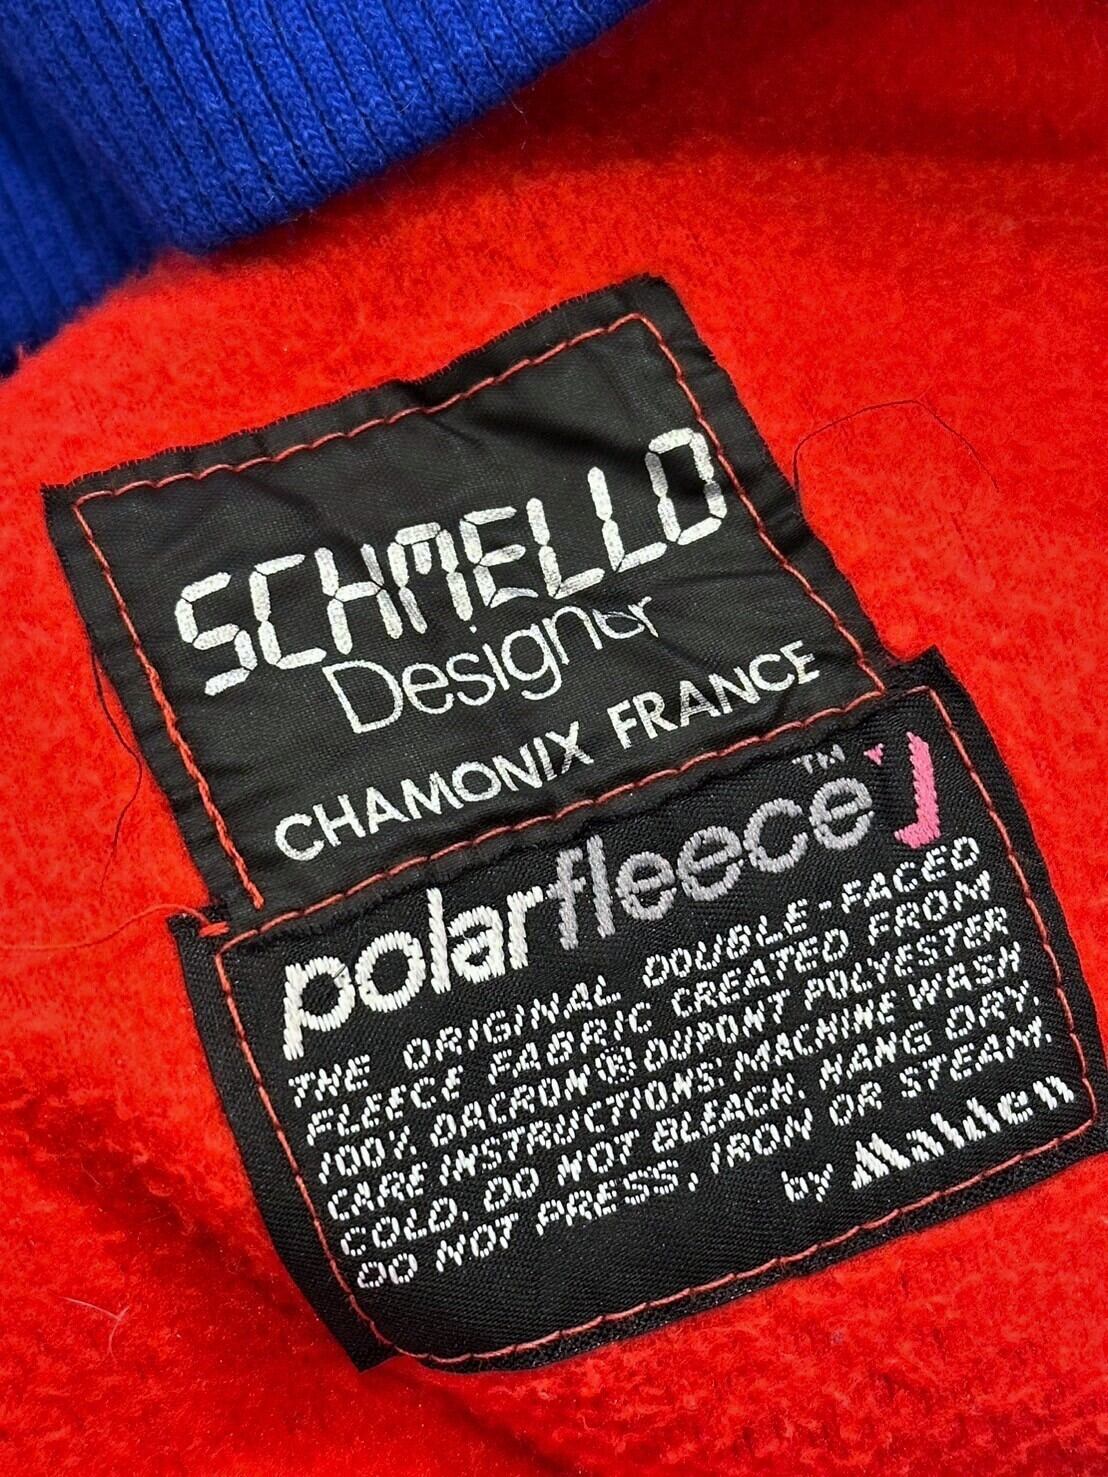 SCHMELLO
Designer
CHAMONIX FRANCE
polarfleece™
THE ORIGINAL DOUBLE-FACED
FLEECE FABRIC CREATED FROM
100% DACRON® DUPONT POLYESTER
CARE INSTRUCTIONS: MACHINE WASH
COLD. DO NOT BLEACH. HANG DRY.
DO NOT PRESS, IRON OR STEAM.
by Malden